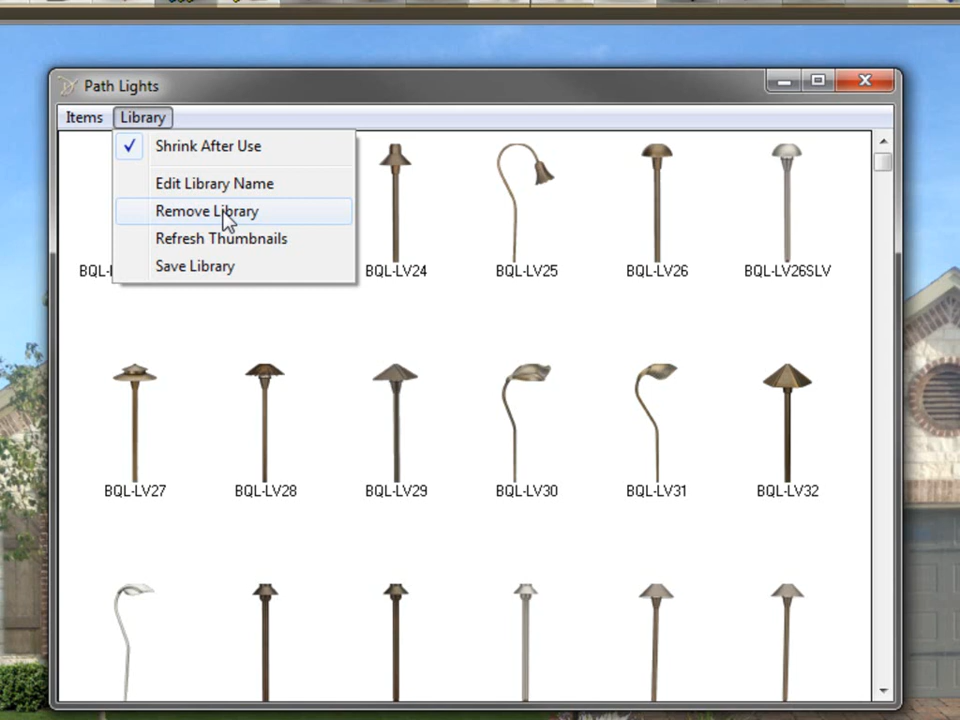 Path Lights
Items Library
Shrink After Use
Edit Library Name
Remove Library
Refresh Thumbnails
Save Library
BQL-LV24 BQL-LV25 BQL-LV26 BQL-LV26SLV
BQL-LV27 BQL-LV28 BQL-LV29 BQL-LV30 BQL-LV31 BQL-LV32